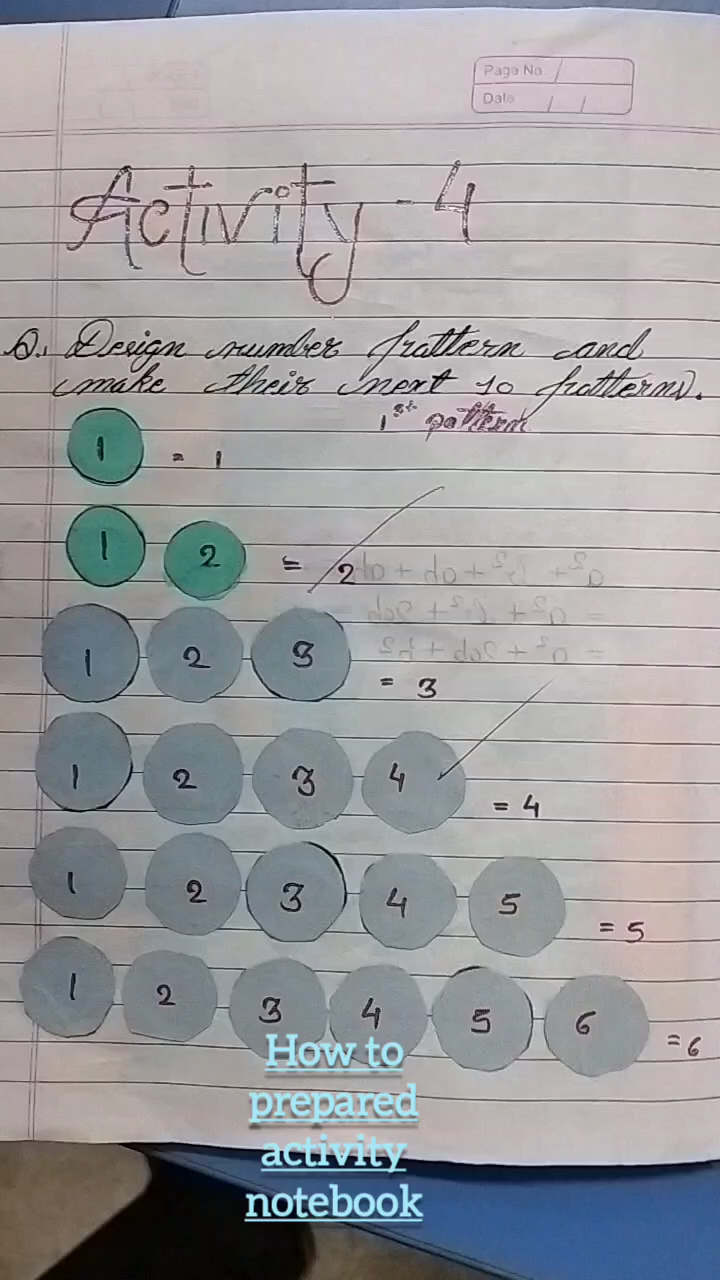 Page No.
Date
Activity - 4
Q. Design number pattern and
make their next 10 patterns.
1st pattern
1 = 1
1 2 = 2
1 2 3 = 3
1 2 3 4 = 4
1 2 3 4 5 = 5
1 2 3 4 5 6 = 6
How to
prepared
activity
notebook